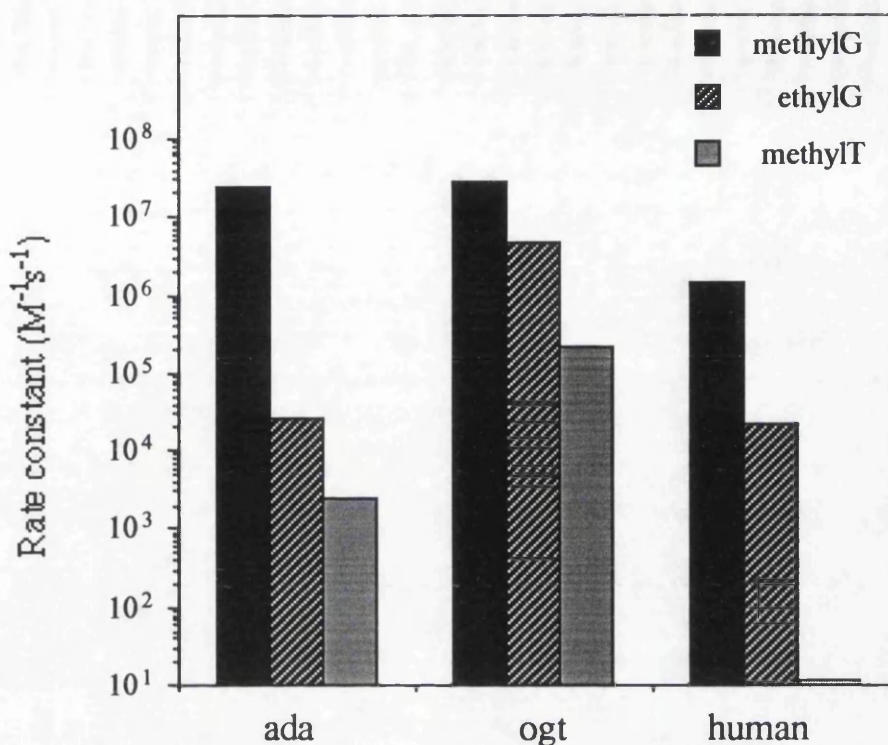 methylG
ethylG
methylT
Rate constant (M⁻¹s⁻¹)
10⁸
10⁷
10⁶
10⁵
10⁴
10³
10²
10¹
ada ogt human